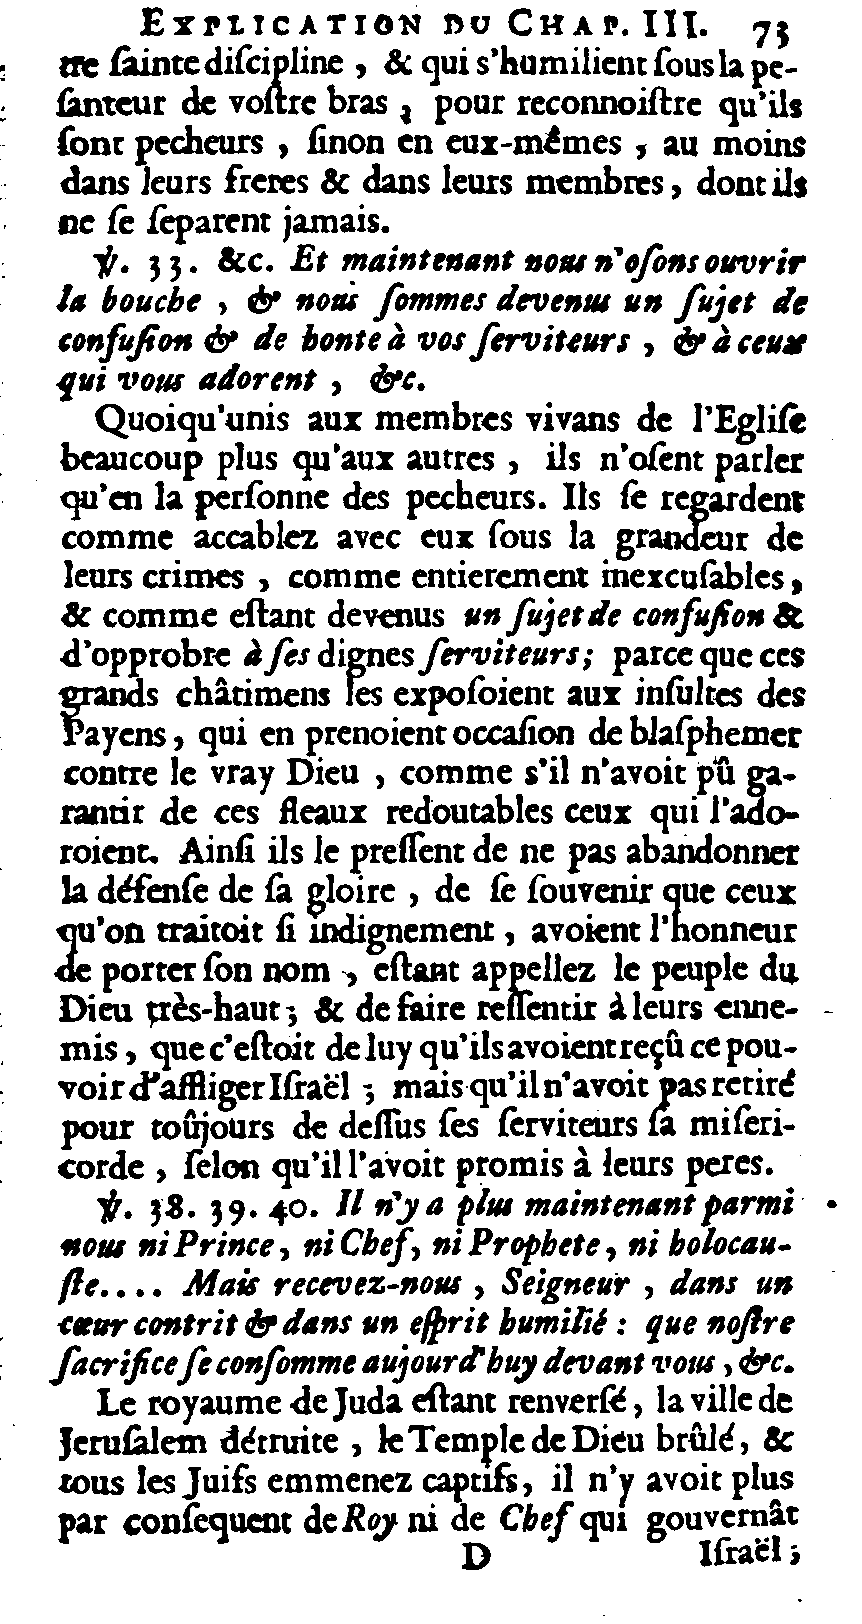 EXPLICATION DU CHAP. III. 73
tre ſainte diſcipline, & qui s'humilient ſous la pe-
ſanteur de voſtre bras, pour reconnoiſtre qu'ils
ſont pecheurs, ſinon en eux-mêmes, au moins
dans leurs freres & dans leurs membres, dont ils
ne ſe ſeparent jamais.
℣. 33. &c. Et maintenant nous n'oſons ouvrir
la bouche, & nous ſommes devenus un ſujet de
confuſion & de honte à vos ſerviteurs, & à ceux
qui vous adorent, &c.
Quoiqu'unis aux membres vivans de l'Egliſe
beaucoup plus qu'aux autres, ils n'oſent parler
qu'en la perſonne des pecheurs. Ils ſe regardent
comme accablez avec eux ſous la grandeur de
leurs crimes, comme entierement inexcuſables,
& comme eſtant devenus un ſujet de confuſion &
d'opprobre à ſes dignes ſerviteurs; parce que ces
grands châtimens les expoſoient aux inſultes des
Payens, qui en prenoient occaſion de blaſphemer
contre le vray Dieu, comme s'il n'avoit pû ga-
rantir de ces fleaux redoutables ceux qui l'ado-
roient. Ainſi ils le preſſent de ne pas abandonner
la défenſe de ſa gloire, de ſe ſouvenir que ceux
qu'on traitoit ſi indignement, avoient l'honneur
de porter ſon nom, eſtant appellez le peuple du
Dieu très-haut; & de faire reſſentir à leurs enne-
mis, que c'eſtoit de luy qu'ils avoient reçû ce pou-
voir d'affliger Iſraël; mais qu'il n'avoit pas retiré
pour toûjours de deſſus ſes ſerviteurs ſa miſeri-
corde, ſelon qu'il l'avoit promis à leurs peres.
℣. 38. 39. 40. Il n'y a plus maintenant parmi
nous ni Prince, ni Chef, ni Prophete, ni holocau-
ſte.... Mais recevez-nous, Seigneur, dans un
cœur contrit & dans un eſprit humilié: que noſtre
ſacrifice ſe conſomme aujourd'huy devant vous, &c.
Le royaume de Juda eſtant renverſé, la ville de
Jeruſalem détruite, le Temple de Dieu brûlé, &
tous les Juifs emmenez captifs, il n'y avoit plus
par conſequent de Roy ni de Chef qui gouvernât
D Iſraël;